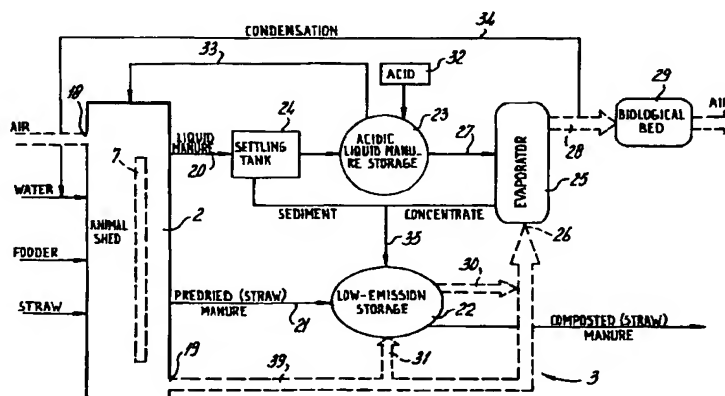 CONDENSATION
34
33
ACID
32
29
AIR
18
7
LIQUID
MANURE
20
24
SETTLING
TANK
23
ACIDIC
LIQUID MANU_
RE STORAGE
27
EVAPORATOR
25
28
BIOLOGICAL
BED
AIR
WATER
ANIMAL
SHED
2
SEDIMENT
CONCENTRATE
26
35
FODDER
STRAW
PREDRIED (STRAW)
MANURE
21
LOW-EMISSION
STORAGE
22
30
COMPOSTED (STRAW)
MANURE
19
39
31
3